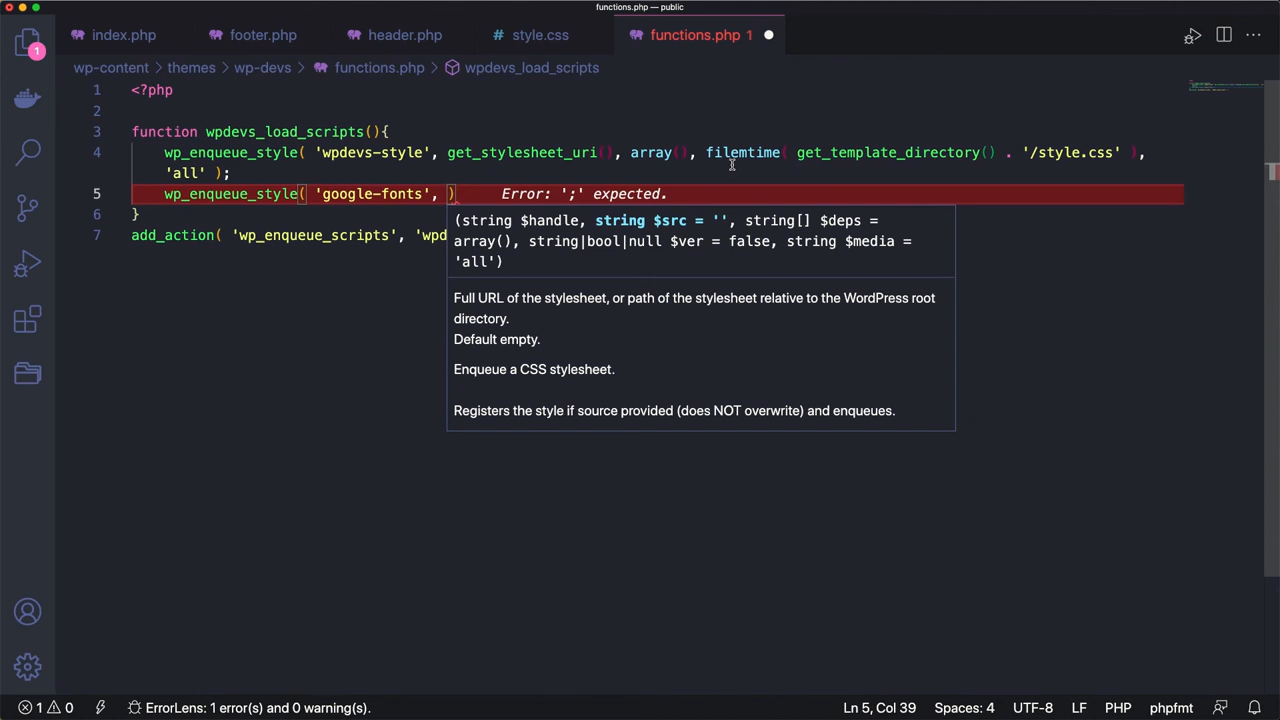 functions.php — public
index.php
footer.php
header.php
style.css
functions.php 1
1
wp-content > themes > wp-devs > functions.php > wpdevs_load_scripts
1 <?php
2
3 function wpdevs_load_scripts(){
4 wp_enqueue_style( 'wpdevs-style', get_stylesheet_uri(), array(), filemtime( get_template_directory() . '/style.css' ),
'all' );
5 wp_enqueue_style( 'google-fonts', ) Error: ';' expected.
6 }
7 add_action( 'wp_enqueue_scripts', 'wpd
(string $handle, string $src = '', string[] $deps =
array(), string|bool|null $ver = false, string $media =
'all')
Full URL of the stylesheet, or path of the stylesheet relative to the WordPress root
directory.
Default empty.
Enqueue a CSS stylesheet.
Registers the style if source provided (does NOT overwrite) and enqueues.
1 0 ErrorLens: 1 error(s) and 0 warning(s). Ln 5, Col 39 Spaces: 4 UTF-8 LF PHP phpfmt